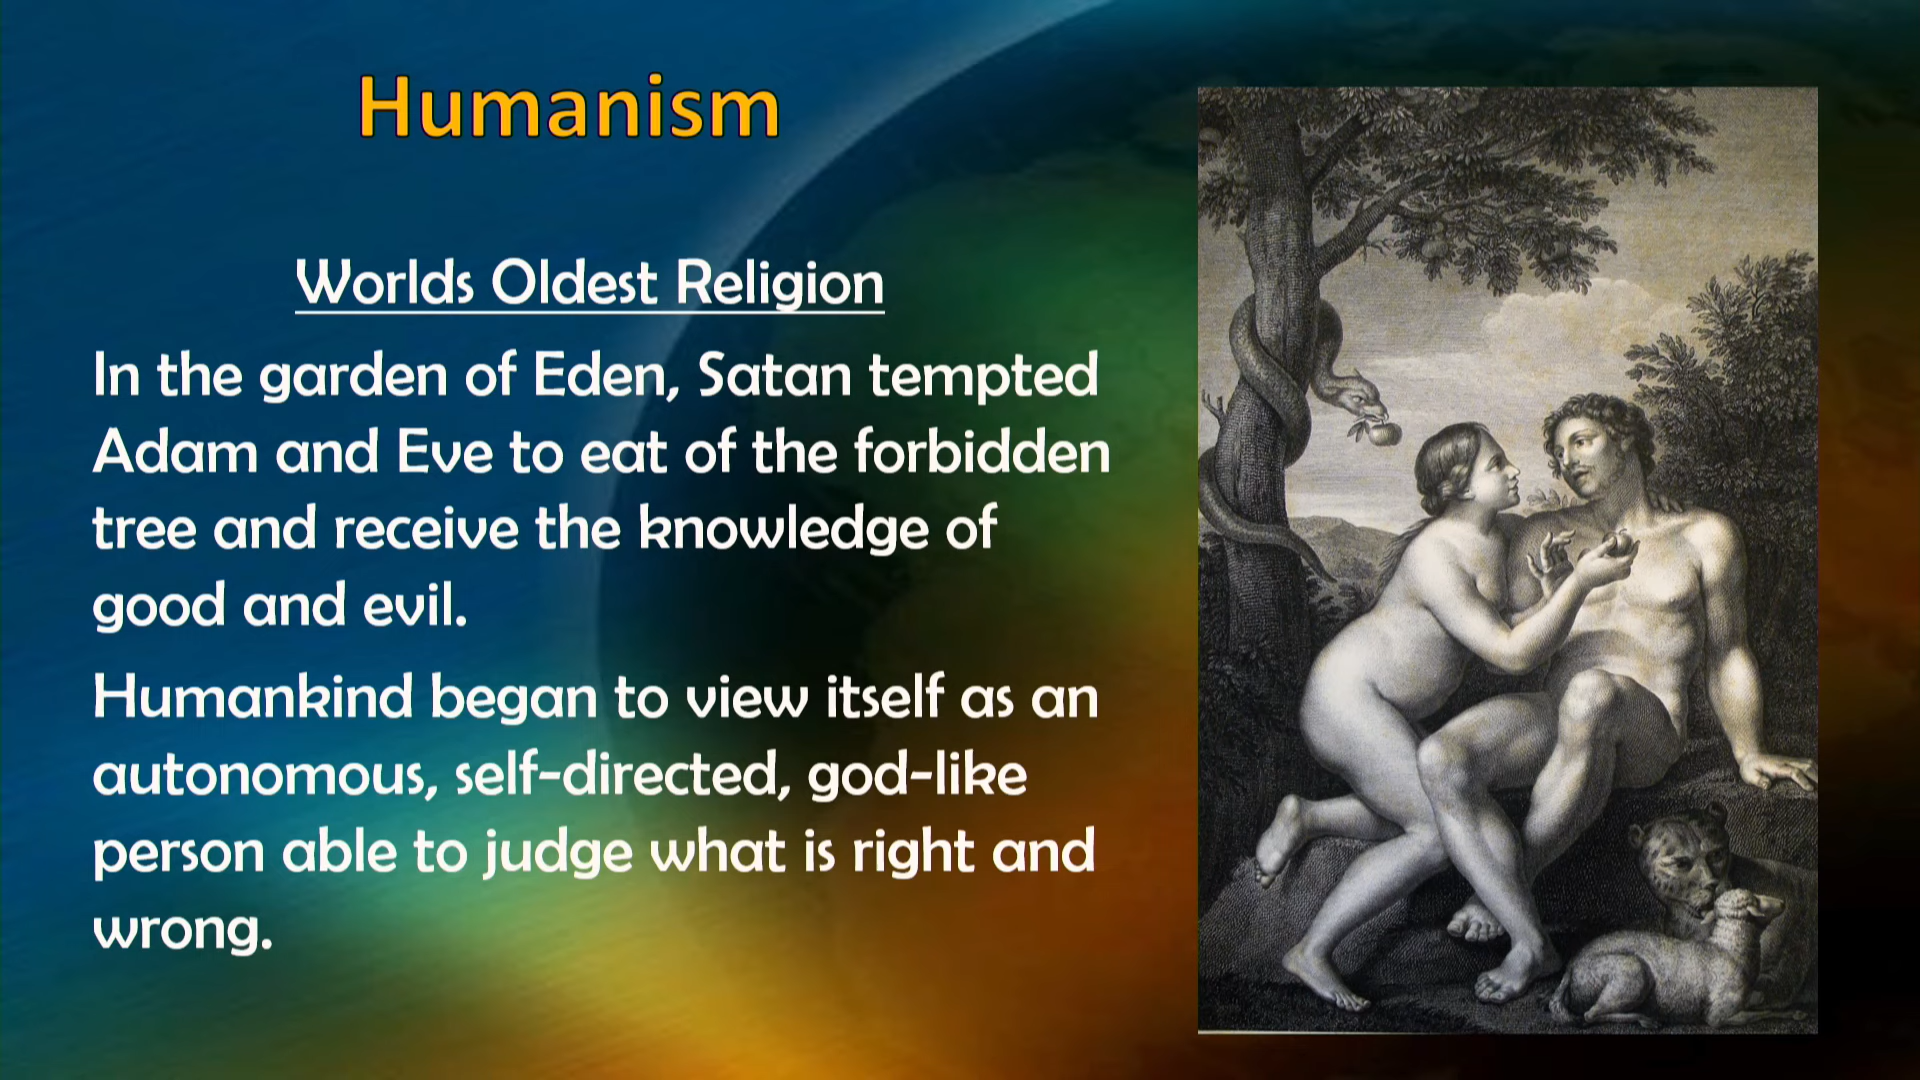 Humanism
Worlds Oldest Religion
In the garden of Eden, Satan tempted
Adam and Eve to eat of the forbidden
tree and receive the knowledge of
good and evil.
Humankind began to view itself as an
autonomous, self-directed, god-like
person able to judge what is right and
wrong.